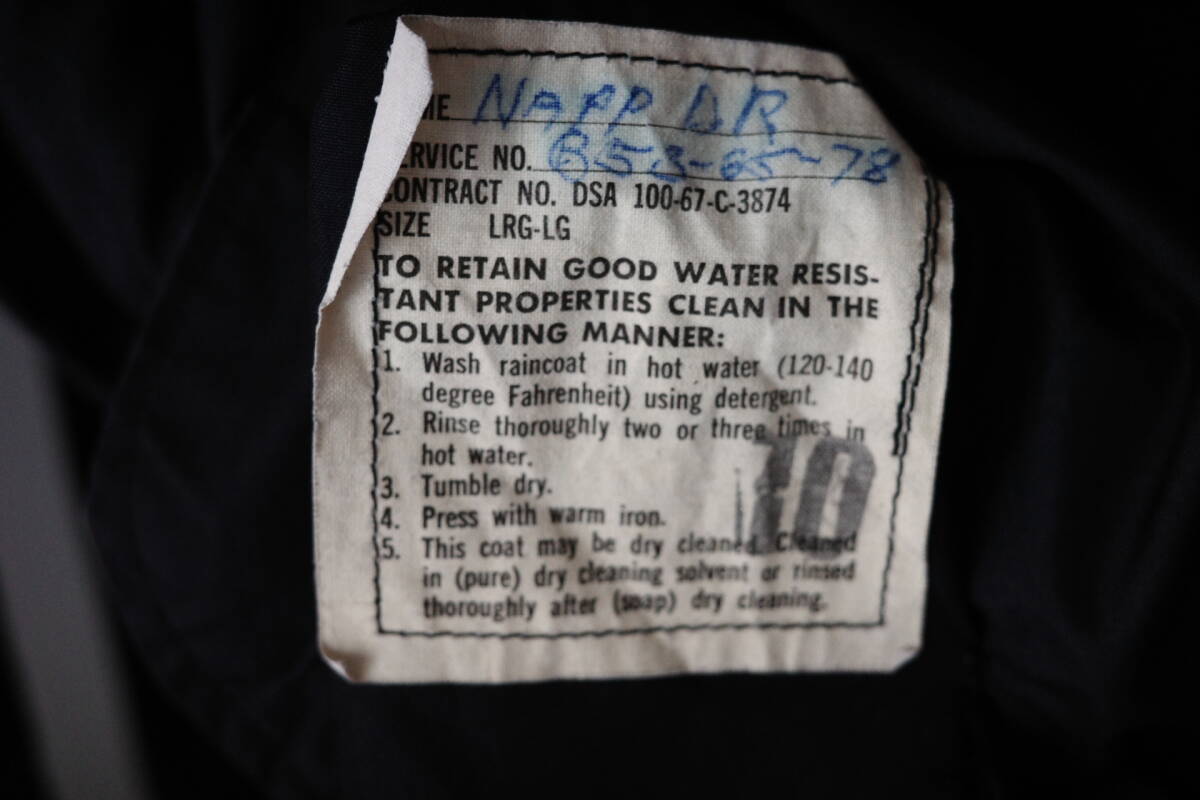 ME NAPP DR
ERVICE NO. B53-65-78
CONTRACT NO. DSA 100-67-C-3874
SIZE LRG-LG
TO RETAIN GOOD WATER RESIS-
TANT PROPERTIES CLEAN IN THE
FOLLOWING MANNER:
1. Wash raincoat in hot water (120-140
degree Fahrenheit) using detergent.
2. Rinse thoroughly two or three times in
hot water.
3. Tumble dry.
4. Press with warm iron.
5. This coat may be dry cleaned. Cleaned
in (pure) dry cleaning solvent or rinsed
thoroughly after (soap) dry cleaning.
10